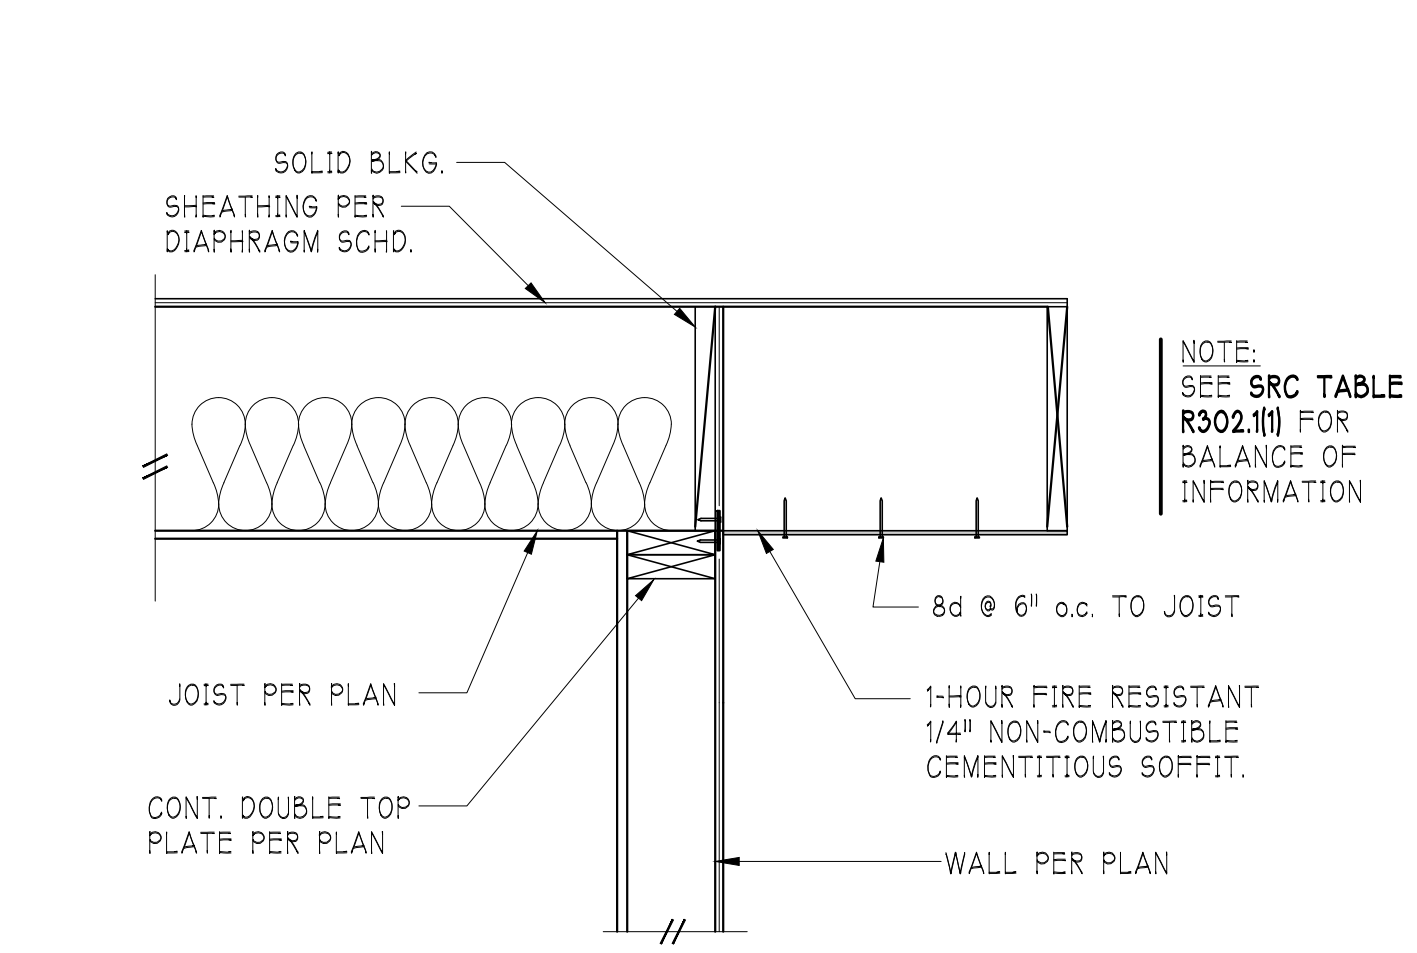 SOLID BLKG.
SHEATHING PER
DIAPHRAGM SCHD.
NOTE:
SEE SRC TABLE
R302.1(1) FOR
BALANCE OF
INFORMATION
8d @ 6" o.c. TO JOIST
JOIST PER PLAN
1-HOUR FIRE RESISTANT
1/4" NON-COMBUSTIBLE
CEMENTITIOUS SOFFIT.
CONT. DOUBLE TOP
PLATE PER PLAN
WALL PER PLAN